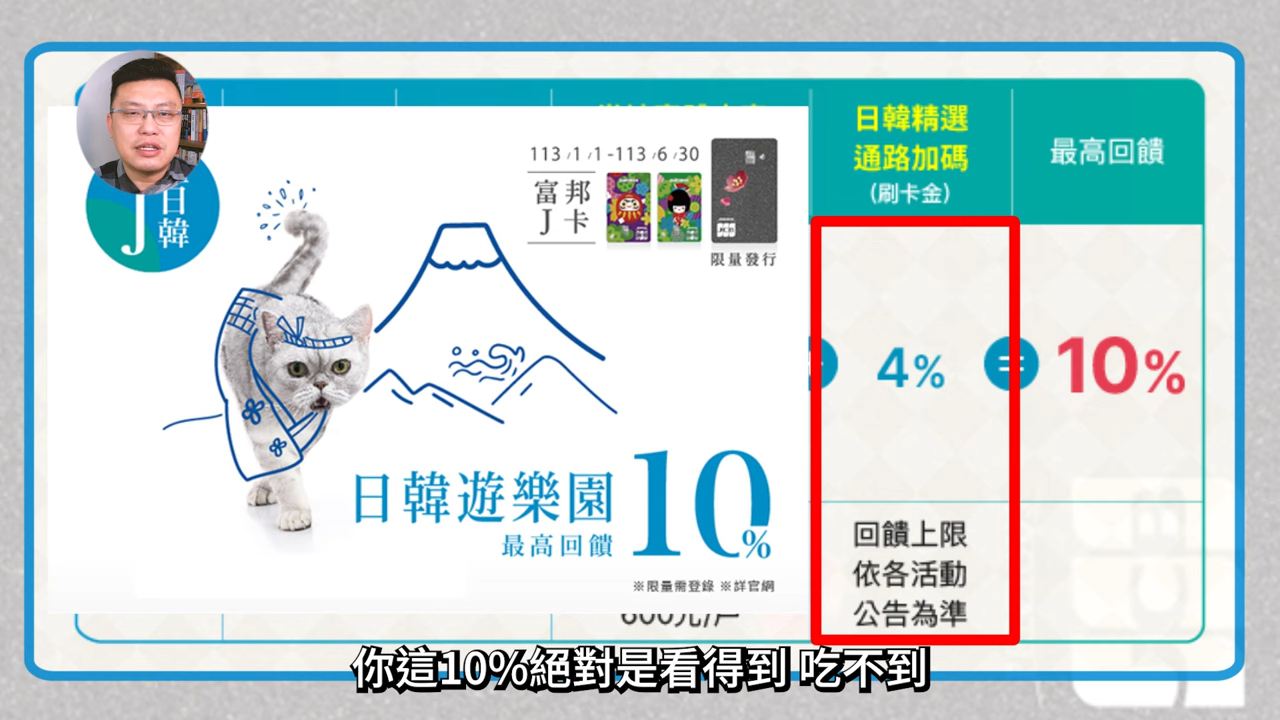 日韓精選
通路加碼
(刷卡金)
最高回饋
113/1/1-113/6/30
富邦
J卡
限量發行
J
日韓
4%
=
10%
日韓遊樂園
最高回饋
10%
※限量需登錄 ※詳官網
回饋上限
依各活動
公告為準
600元/戶
你這10%絕對是看得到 吃不到